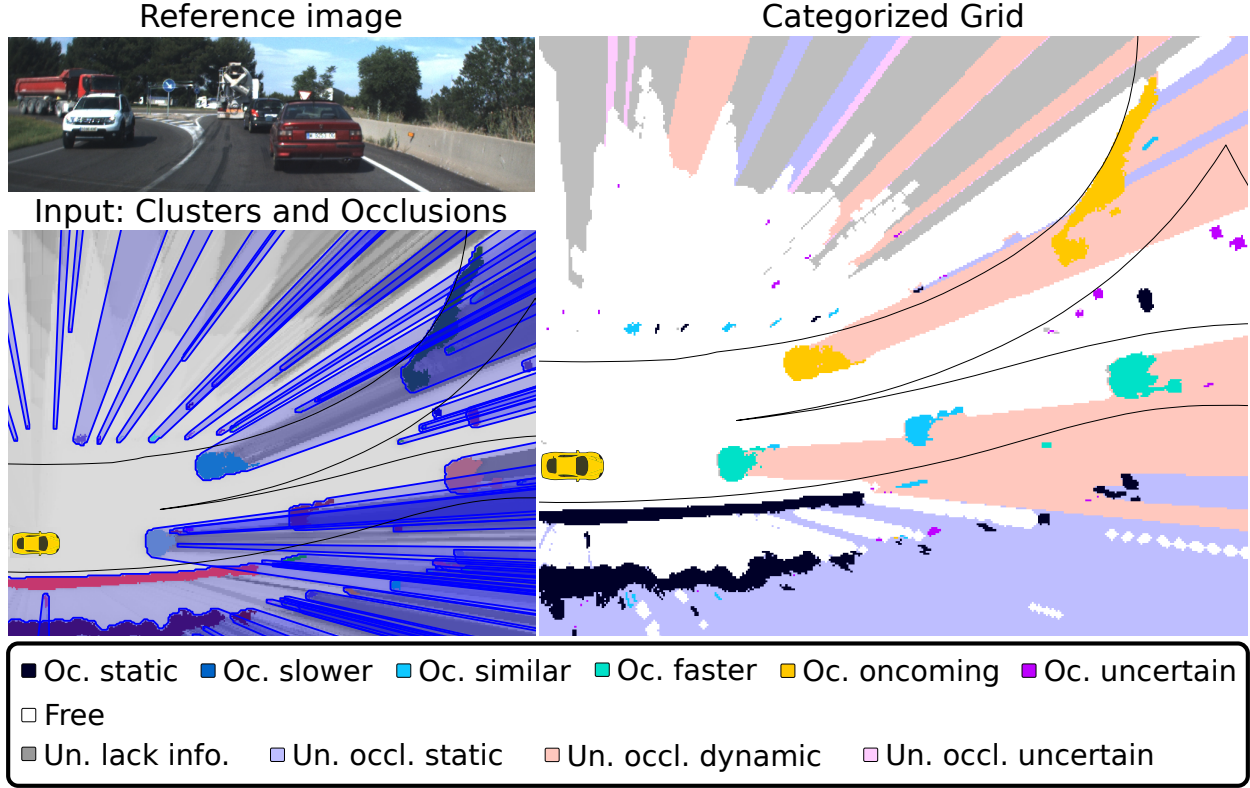 Reference image
Categorized Grid
Input: Clusters and Occlusions
Oc. static
Oc. slower
Oc. similar
Oc. faster
Oc. oncoming
Oc. uncertain
Free
Un. lack info.
Un. occl. static
Un. occl. dynamic
Un. occl. uncertain